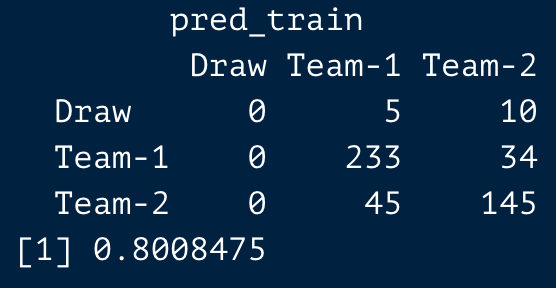 pred_train
Draw Team-1 Team-2
Draw 0 5 10
Team-1 0 233 34
Team-2 0 45 145
[1] 0.8008475